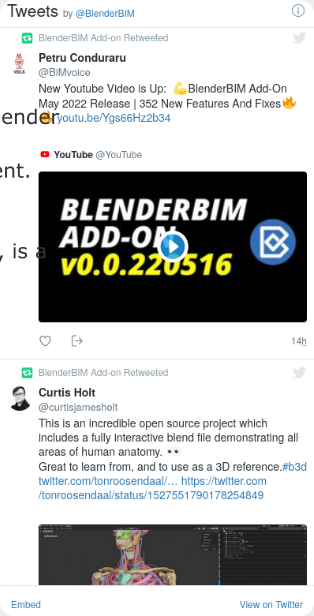 Tweets by @BlenderBIM
BlenderBIM Add-on Retweeted
Petru Conduraru
@BiMvoice
New Youtube Video is Up: 💪BlenderBIM Add-On
May 2022 Release | 352 New Features And Fixes🔥
ender
🔥youtu.be/Ygs66Hz2b34
YouTube @YouTube
ent.
BLENDERBIM
ADD-ON
v0.0.220516
, is a
14h
BlenderBIM Add-on Retweeted
Curtis Holt
@curtisjamesholt
This is an incredible open source project which
includes a fully interactive blend file demonstrating all
areas of human anatomy. 👀
Great to learn from, and to use as a 3D reference.#b3d
twitter.com/tonroosendaal/… https://twitter.com
/tonroosendaal/status/1527551790178254849
Embed
View on Twitter